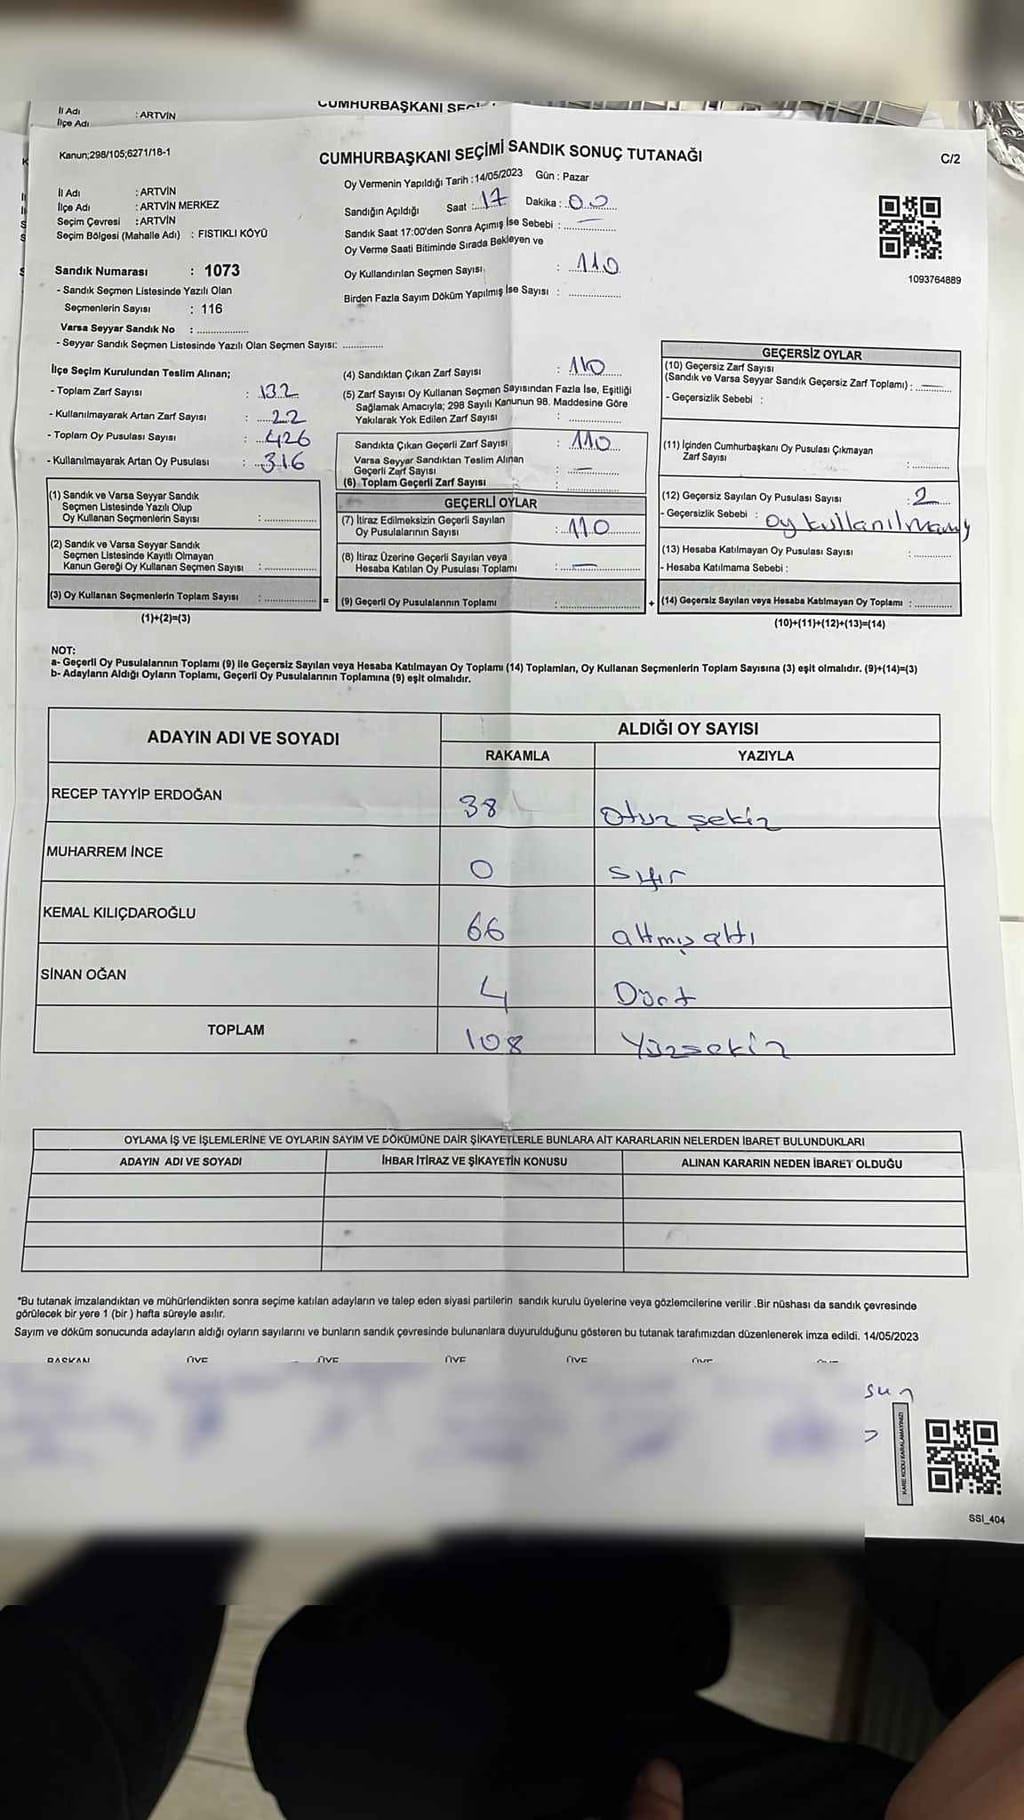 İl Adı : ARTVİN
İlçe Adı
CUMHURBAŞKANI
Kanun;298/105;6271/18-1
CUMHURBAŞKANI SEÇİMİ SANDIK SONUÇ TUTANAĞI
C/2
İl Adı : ARTVİN
İlçe Adı : ARTVİN MERKEZ
Seçim Çevresi : ARTVİN
Seçim Bölgesi (Mahalle Adı) : FISTIKLI KÖYÜ
Sandık Numarası : 1073
- Sandık Seçmen Listesinde Yazılı Olan
Seçmenlerin Sayısı : 116
Varsa Seyyar Sandık No : ..................
- Seyyar Sandık Seçmen Listesinde Yazılı Olan Seçmen Sayısı: ..............
Oy Vermenin Yapıldığı Tarih : 14/05/2023 Gün : Pazar
Sandığın Açıldığı Saat : 17 Dakika : 00
Sandık Saat 17:00'den Sonra Açımış İse Sebebi : —
Oy Verme Saati Bitiminde Sırada Bekleyen ve
Oy Kullandırılan Seçmen Sayısı : 110
Birden Fazla Sayım Döküm Yapılmış İse Sayısı : ..................
1093764889
İlçe Seçim Kurulundan Teslim Alınan;
- Toplam Zarf Sayısı : 132
- Kullanılmayarak Artan Zarf Sayısı : 22
- Toplam Oy Pusulası Sayısı : 426
- Kullanılmayarak Artan Oy Pusulası : 316
(1) Sandık ve Varsa Seyyar Sandık
Seçmen Listesinde Yazılı Olup
Oy Kullanan Seçmenlerin Sayısı : ..................
(2) Sandık ve Varsa Seyyar Sandık
Seçmen Listesinde Kayıtlı Olmayan
Kanun Gereği Oy Kullanan Seçmen Sayısı : ..................
(3) Oy Kullanan Seçmenlerin Toplam Sayısı : ..................
(1)+(2)=(3)
(4) Sandıktan Çıkan Zarf Sayısı : 110
(5) Zarf Sayısı Oy Kullanan Seçmen Sayısından Fazla İse, Eşitliği
Sağlamak Amacıyla; 298 Sayılı Kanunun 98. Maddesine Göre
Yakılarak Yok Edilen Zarf Sayısı : ..................
Sandıkta Çıkan Geçerli Zarf Sayısı : 110
Varsa Seyyar Sandıktan Teslim Alınan
Geçerli Zarf Sayısı : —
(6) Toplam Geçerli Zarf Sayısı : ..................
GEÇERLİ OYLAR
(7) İtiraz Edilmeksizin Geçerli Sayılan
Oy Pusulalarının Sayısı : 110
(8) İtiraz Üzerine Geçerli Sayılan veya
Hesaba Katılan Oy Pusulası Toplamı : —
= (9) Geçerli Oy Pusulalarının Toplamı : ..................
GEÇERSİZ OYLAR
(10) Geçersiz Zarf Sayısı
(Sandık ve Varsa Seyyar Sandık Geçersiz Zarf Toplamı) : —
- Geçersizlik Sebebi :
(11) İçinden Cumhurbaşkanı Oy Pusulası Çıkmayan
Zarf Sayısı : ..................
(12) Geçersiz Sayılan Oy Pusulası Sayısı : 2
- Geçersizlik Sebebi : oy kullanılmamış
(13) Hesaba Katılmayan Oy Pusulası Sayısı : ..................
- Hesaba Katılmama Sebebi :
+ (14) Geçersiz Sayılan veya Hesaba Katılmayan Oy Toplamı : ..................
(10)+(11)+(12)+(13)=(14)
NOT:
a- Geçerli Oy Pusulalarının Toplamı (9) ile Geçersiz Sayılan veya Hesaba Katılmayan Oy Toplamı (14) Toplamları, Oy Kullanan Seçmenlerin Toplam Sayısına (3) eşit olmalıdır. (9)+(14)=(3)
b- Adayların Aldığı Oyların Toplamı, Geçerli Oy Pusulalarının Toplamına (9) eşit olmalıdır.
ADAYIN ADI VE SOYADI ALDIĞI OY SAYISI
RAKAMLA YAZIYLA
RECEP TAYYİP ERDOĞAN 38 Otuz sekiz
MUHARREM İNCE 0 Sıfır
KEMAL KILIÇDAROĞLU 66 altmış altı
SİNAN OĞAN 4 Dört
TOPLAM 108 Yüzsekiz
OYLAMA İŞ VE İŞLEMLERİNE VE OYLARIN SAYIM VE DÖKÜMÜNE DAİR ŞİKAYETLERLE BUNLARA AİT KARARLARIN NELERDEN İBARET BULUNDUKLARI
ADAYIN ADI VE SOYADI İHBAR İTİRAZ VE ŞİKAYETİN KONUSU ALINAN KARARIN NEDEN İBARET OLDUĞU
*Bu tutanak imzalandıktan ve mühürlendikten sonra seçime katılan adayların ve talep eden siyasi partilerin sandık kurulu üyelerine veya gözlemcilerine verilir .Bir nüshası da sandık çevresinde
görülecek bir yere 1 (bir ) hafta süreyle asılır.
Sayım ve döküm sonucunda adayların aldığı oyların sayılarını ve bunların sandık çevresinde bulunanlara duyurulduğunu gösteren bu tutanak tarafımızdan düzenlenerek imza edildi. 14/05/2023
BAŞKAN ÜYE ÜYE ÜYE ÜYE ÜYE
KARE KODU KARALAMAYINIZ!
SSI_404